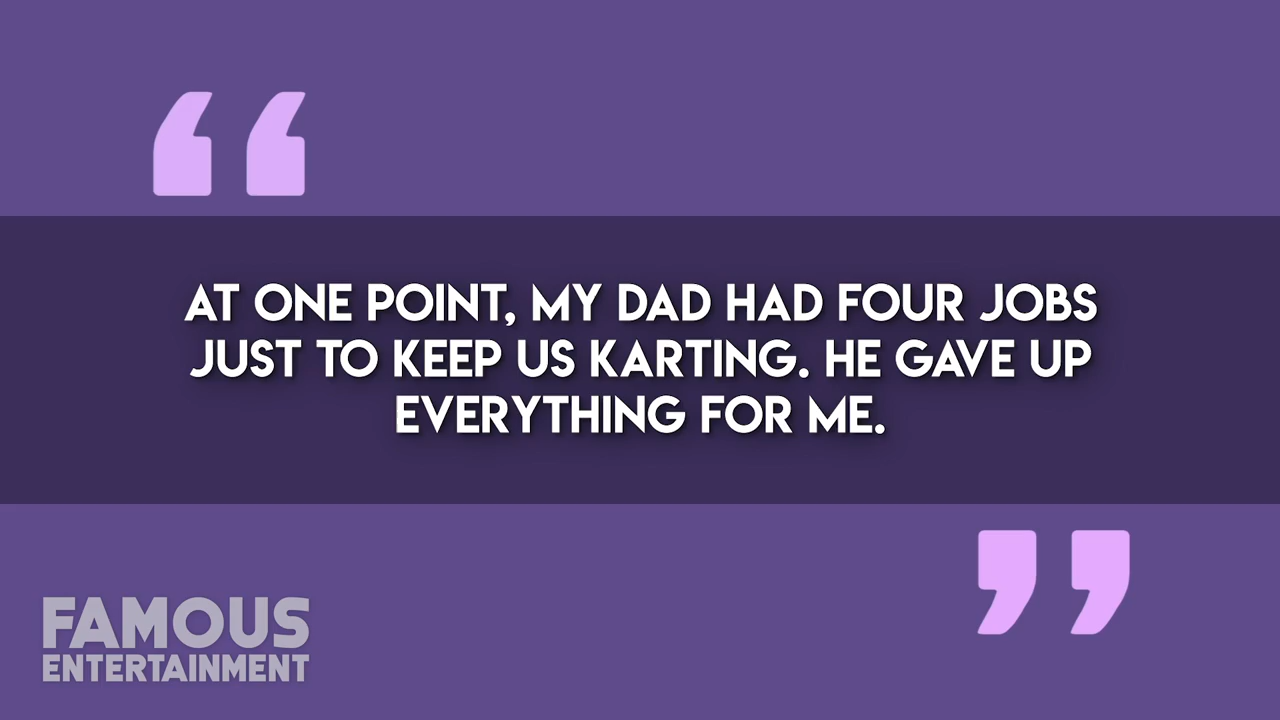 “
AT ONE POINT, MY DAD HAD FOUR JOBS
JUST TO KEEP US KARTING. HE GAVE UP
EVERYTHING FOR ME.
”
FAMOUS
ENTERTAINMENT